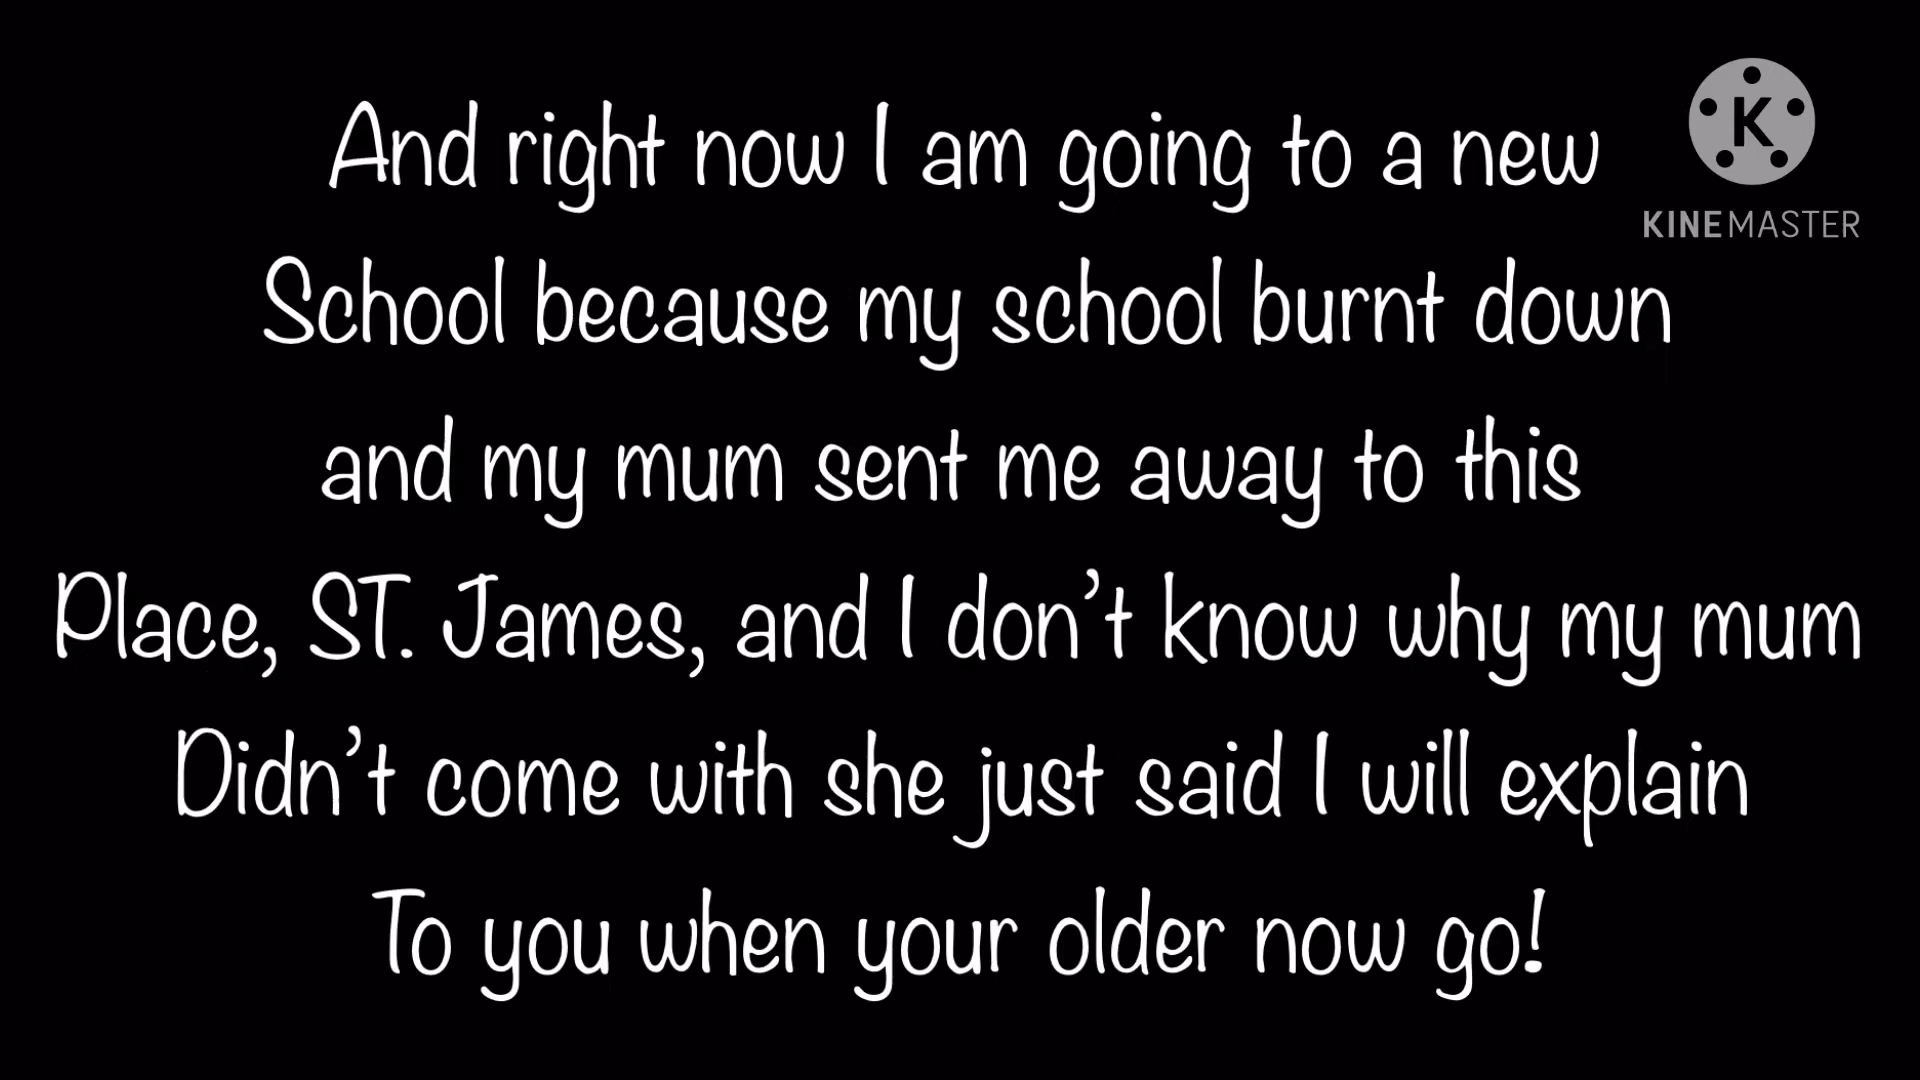 And right now I am going to a new
School because my school burnt down
and my mum sent me away to this
Place, ST. James, and I don't know why my mum
Didn't come with she just said I will explain
To you when your older now go!
K
KINEMASTER